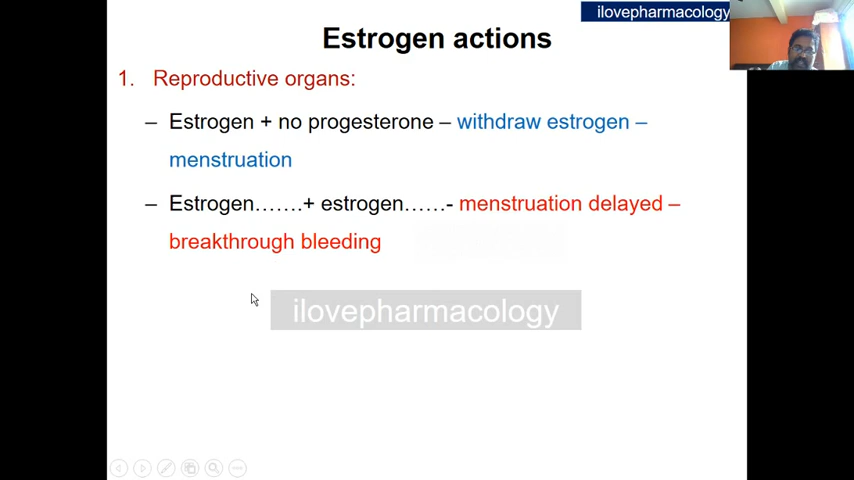 ilovepharmacology
Estrogen actions
1. Reproductive organs:
– Estrogen + no progesterone – withdraw estrogen –
menstruation
– Estrogen…….+ estrogen……- menstruation delayed –
breakthrough bleeding
ilovepharmacology